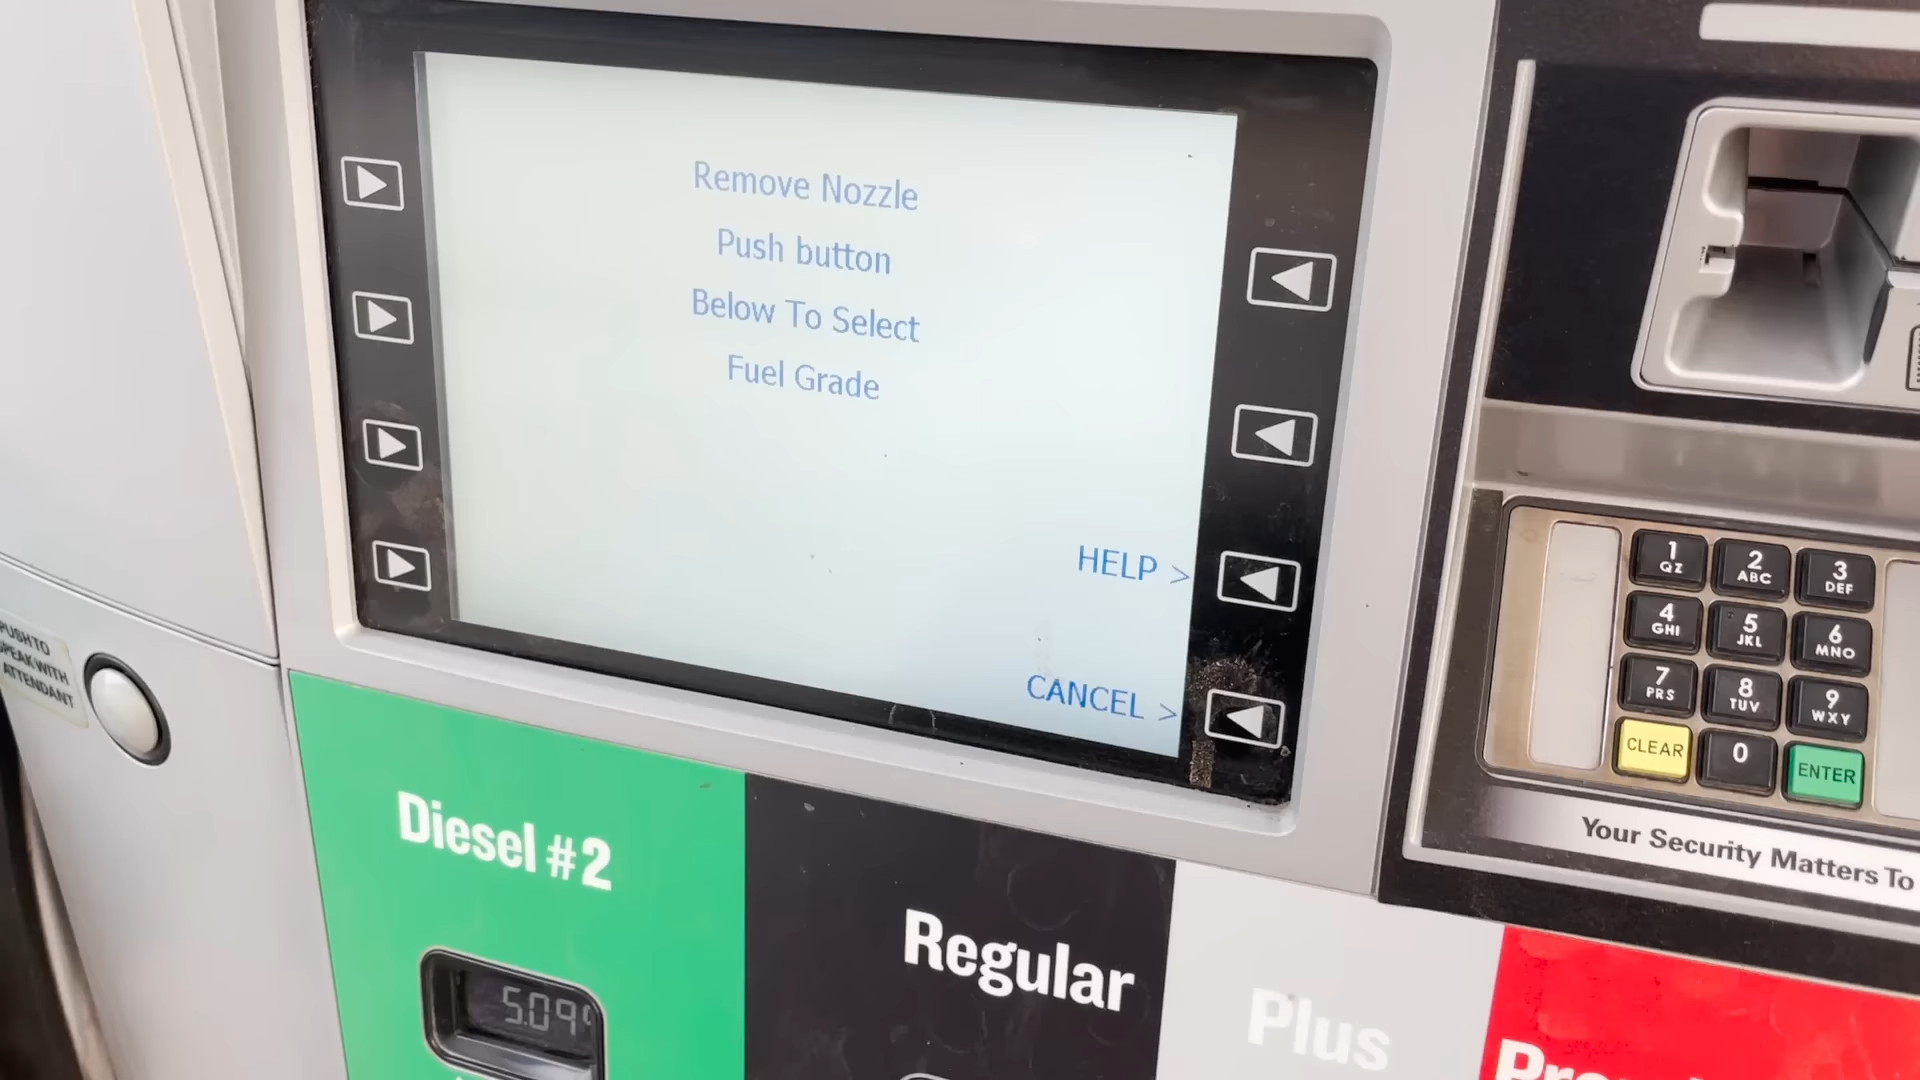 Remove Nozzle
Push button
Below To Select
Fuel Grade
HELP >
CANCEL >
PUSH TO
SPEAK WITH
ATTENDANT
1
QZ
2
ABC
3
DEF
4
GHI
5
JKL
6
MNO
7
PRS
8
TUV
9
WXY
CLEAR
0
ENTER
Your Security Matters To
Diesel #2
5.09
Regular
Plus